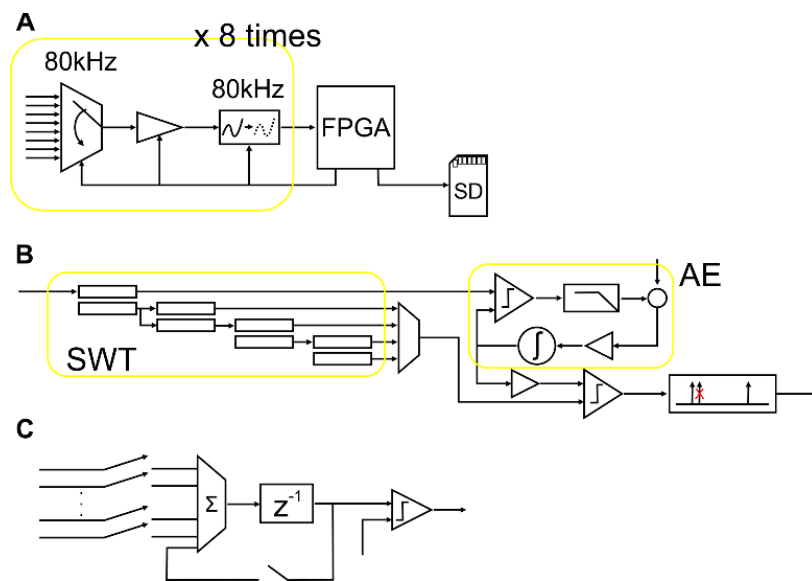 A
x 8 times
80kHz
80kHz
FPGA
SD
B
AE
SWT
∫
C
Σ
z⁻¹